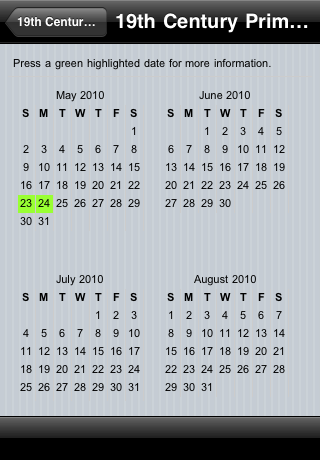 19th Centur...
19th Century Prim...
Press a green highlighted date for more information.
May 2010
S M T W T F S
1
2 3 4 5 6 7 8
9 10 11 12 13 14 15
16 17 18 19 20 21 22
23 24 25 26 27 28 29
30 31
June 2010
S M T W T F S
1 2 3 4 5
6 7 8 9 10 11 12
13 14 15 16 17 18 19
20 21 22 23 24 25 26
27 28 29 30
July 2010
S M T W T F S
1 2 3
4 5 6 7 8 9 10
11 12 13 14 15 16 17
18 19 20 21 22 23 24
25 26 27 28 29 30 31
August 2010
S M T W T F S
1 2 3 4 5 6 7
8 9 10 11 12 13 14
15 16 17 18 19 20 21
22 23 24 25 26 27 28
29 30 31